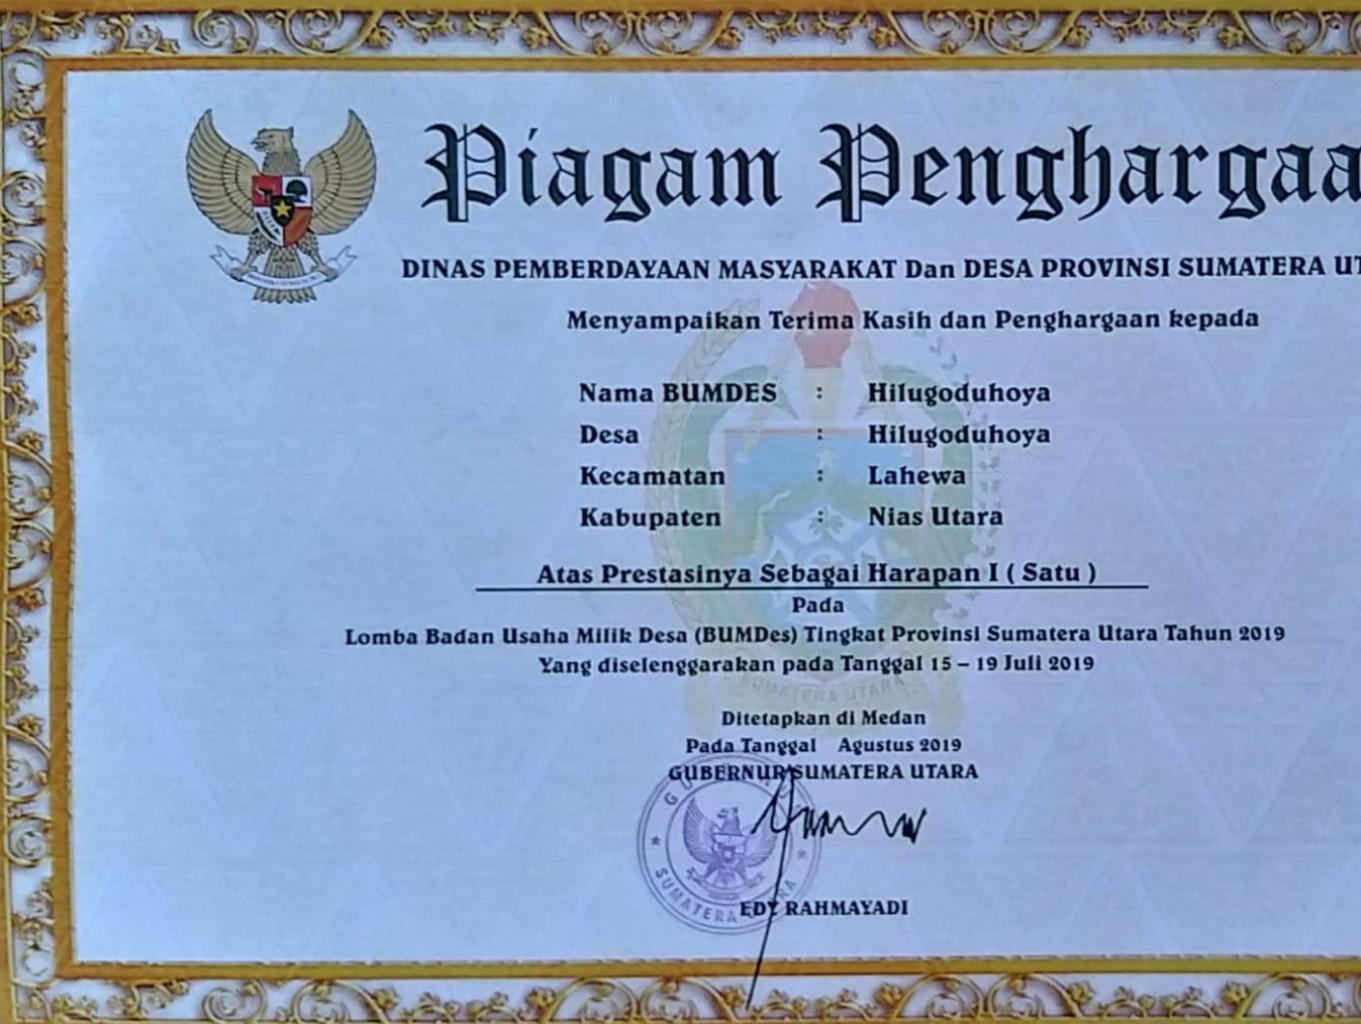 Piagam Penghargaa
DINAS PEMBERDAYAAN MASYARAKAT Dan DESA PROVINSI SUMATERA UT
Menyampaikan Terima Kasih dan Penghargaan kepada
Nama BUMDES : Hilugoduhoya
Desa : Hilugoduhoya
Kecamatan : Lahewa
Kabupaten : Nias Utara
Atas Prestasinya Sebagai Harapan I ( Satu )
Pada
Lomba Badan Usaha Milik Desa (BUMDes) Tingkat Provinsi Sumatera Utara Tahun 2019
Yang diselenggarakan pada Tanggal 15 – 19 Juli 2019
SUMATERA UTARA
Ditetapkan di Medan
Pada Tanggal Agustus 2019
GUBERNUR SUMATERA UTARA
SUMATERA
EDY RAHMAYADI